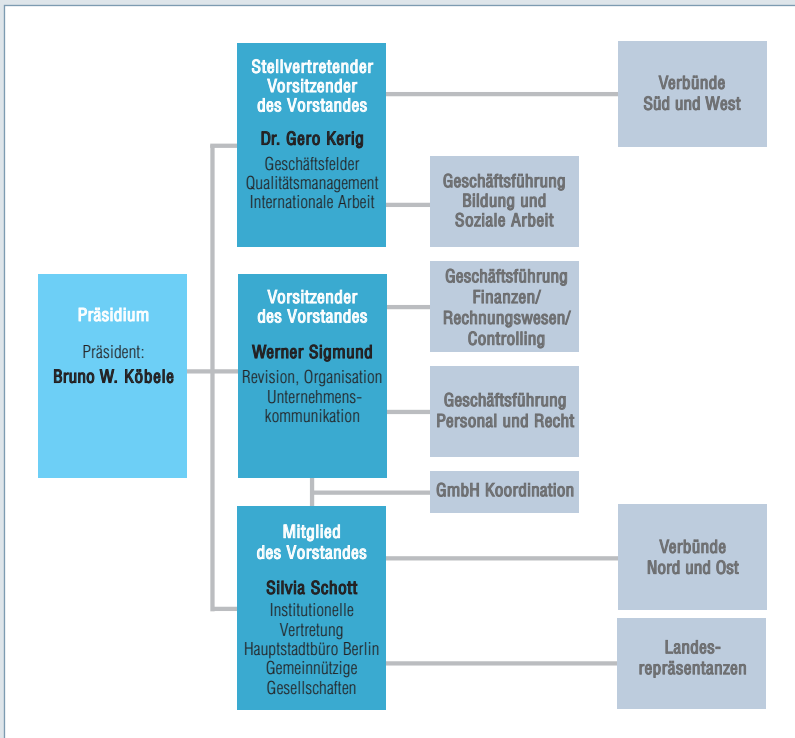 Präsidium
Präsident:
Bruno W. Köbele
Stellvertretender
Vorsitzender
des Vorstandes
Dr. Gero Kerig
Geschäftsfelder
Qualitätsmanagement
Internationale Arbeit
Verbünde
Süd und West
Geschäftsführung
Bildung und
Soziale Arbeit
Vorsitzender
des Vorstandes
Werner Sigmund
Revision, Organisation
Unternehmens-
kommunikation
Geschäftsführung
Finanzen/
Rechnungswesen/
Controlling
Geschäftsführung
Personal und Recht
GmbH Koordination
Mitglied
des Vorstandes
Silvia Schott
Institutionelle
Vertretung
Hauptstadtbüro Berlin
Gemeinnützige
Gesellschaften
Verbünde
Nord und Ost
Landes-
repräsentanzen